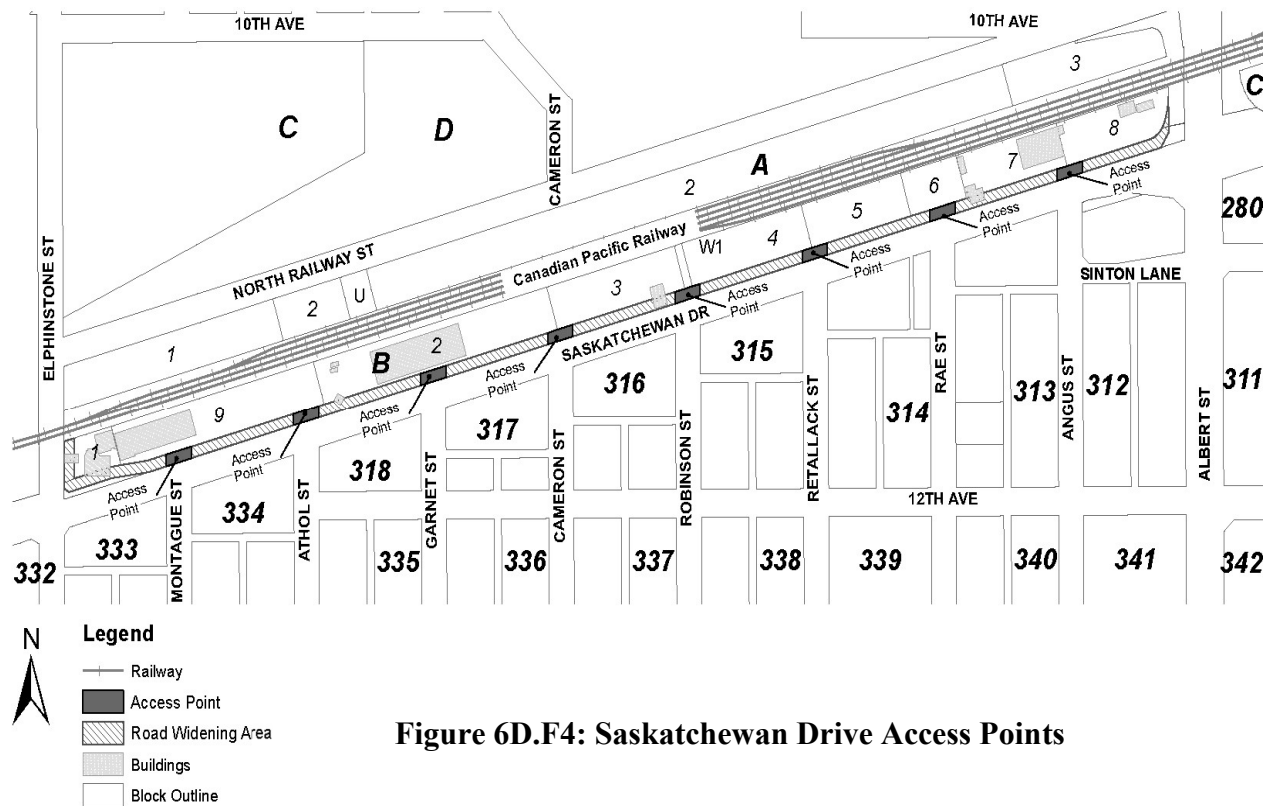 10TH AVE
10TH AVE
C
D
CAMERON ST
A
2
3
C
8
7
6
5
4
W1
3
Access
Point
Access
Point
Access
Point
Access
Point
280
SINTON LANE
NORTH RAILWAY ST
Canadian Pacific Railway
SASKATCHEWAN DR
ELPHINSTONE ST
1
2
U
B
2
9
1
Access
Point
Access
Point
Access
Point
Access
Point
315
316
317
318
334
333
332
314
313
312
311
MONTAGUE ST
ATHOL ST
GARNET ST
CAMERON ST
ROBINSON ST
RETALLACK ST
RAE ST
ANGUS ST
ALBERT ST
12TH AVE
335
336
337
338
339
340
341
342
N
Legend
Railway
Access Point
Road Widening Area
Buildings
Block Outline
Figure 6D.F4: Saskatchewan Drive Access Points